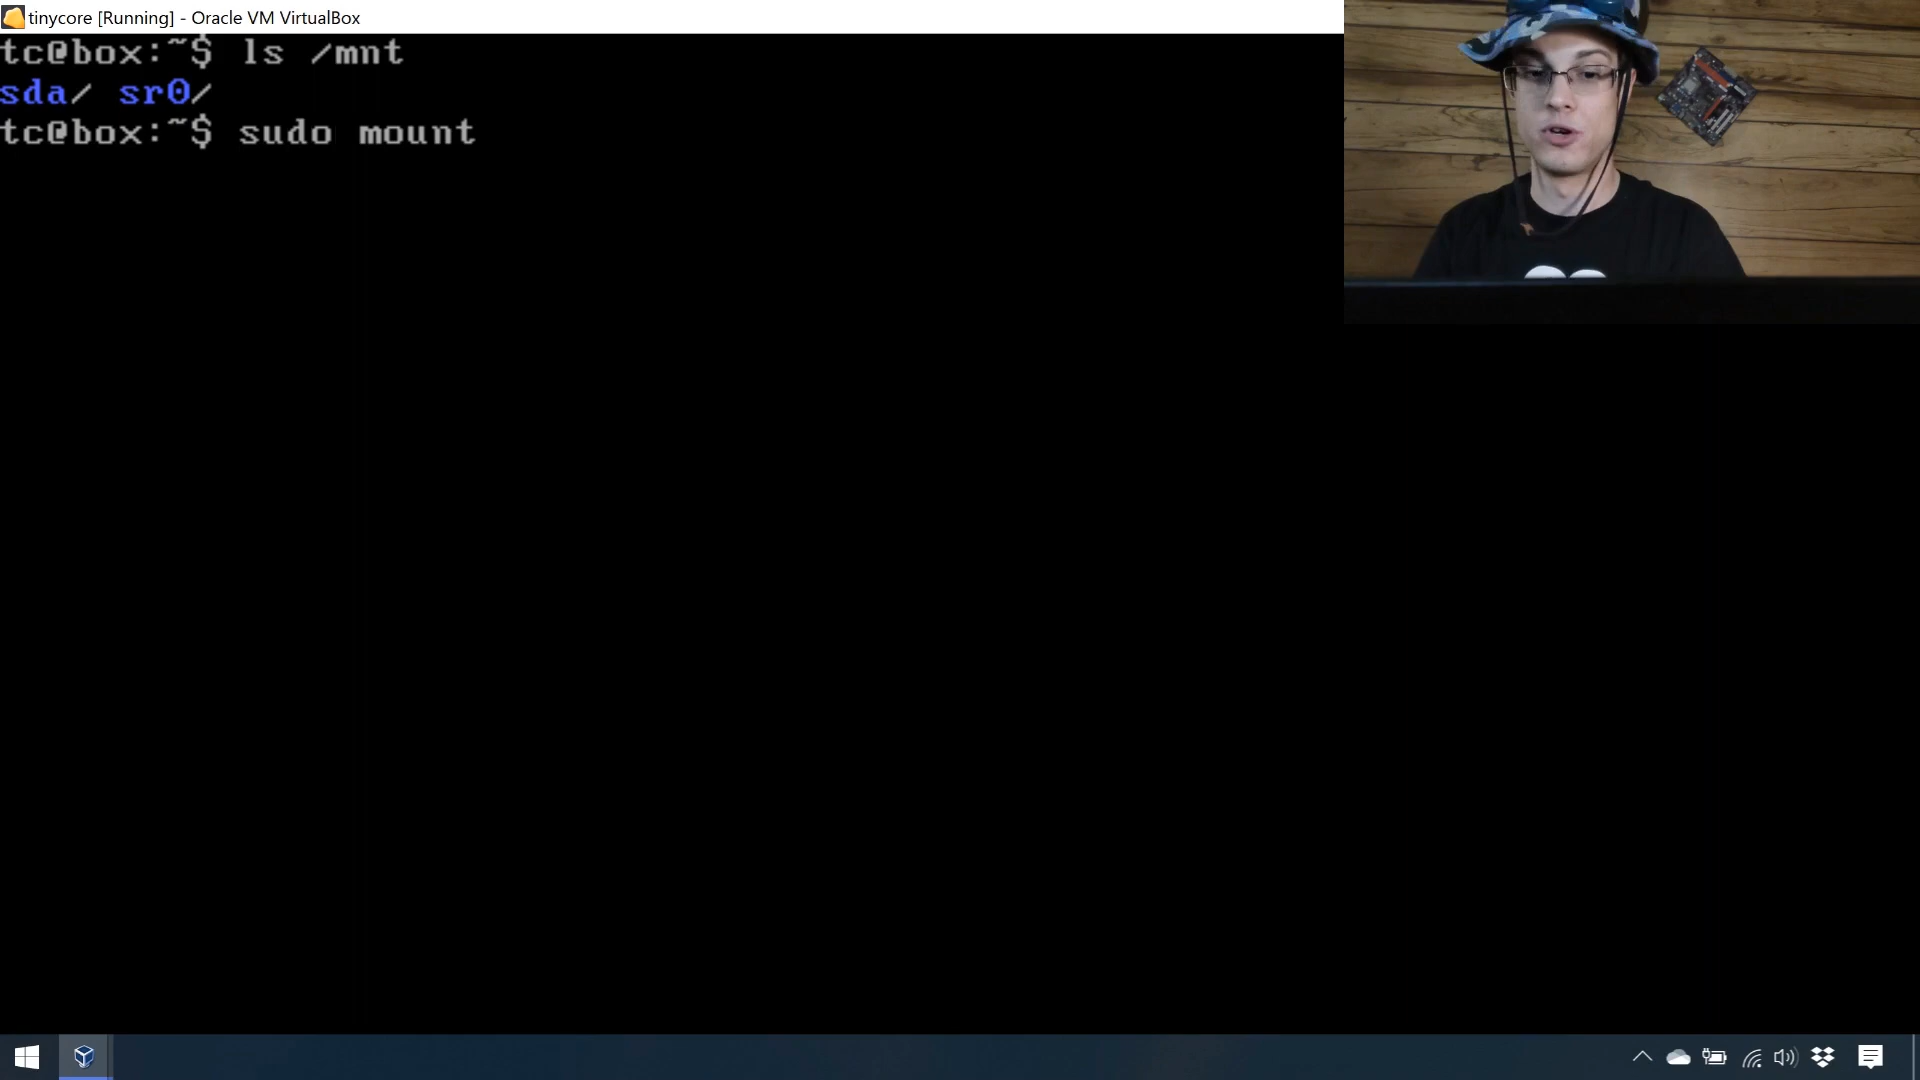 tinycore [Running] - Oracle VM VirtualBox
tc@box:~$ ls /mnt
sda/ sr0/
tc@box:~$ sudo mount